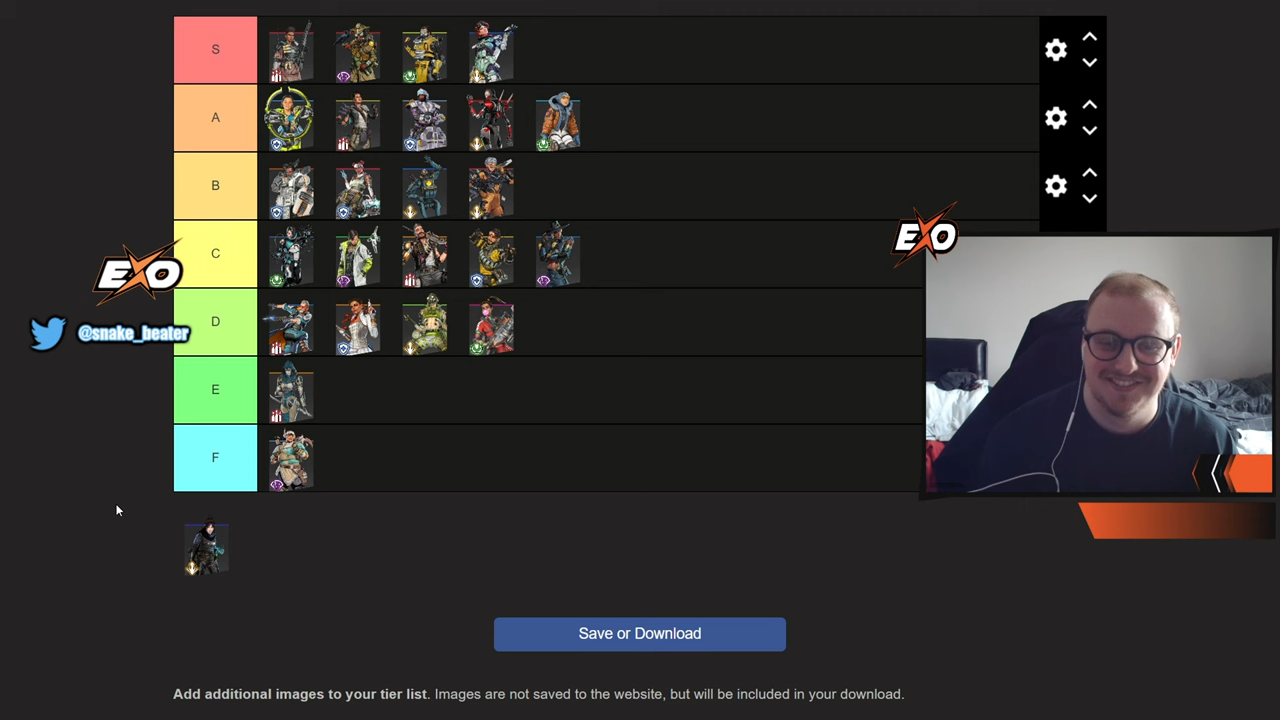 S
A
B
C
D
E
F
EXO
@snake_beater
EXO
Save or Download
Add additional images to your tier list. Images are not saved to the website, but will be included in your download.